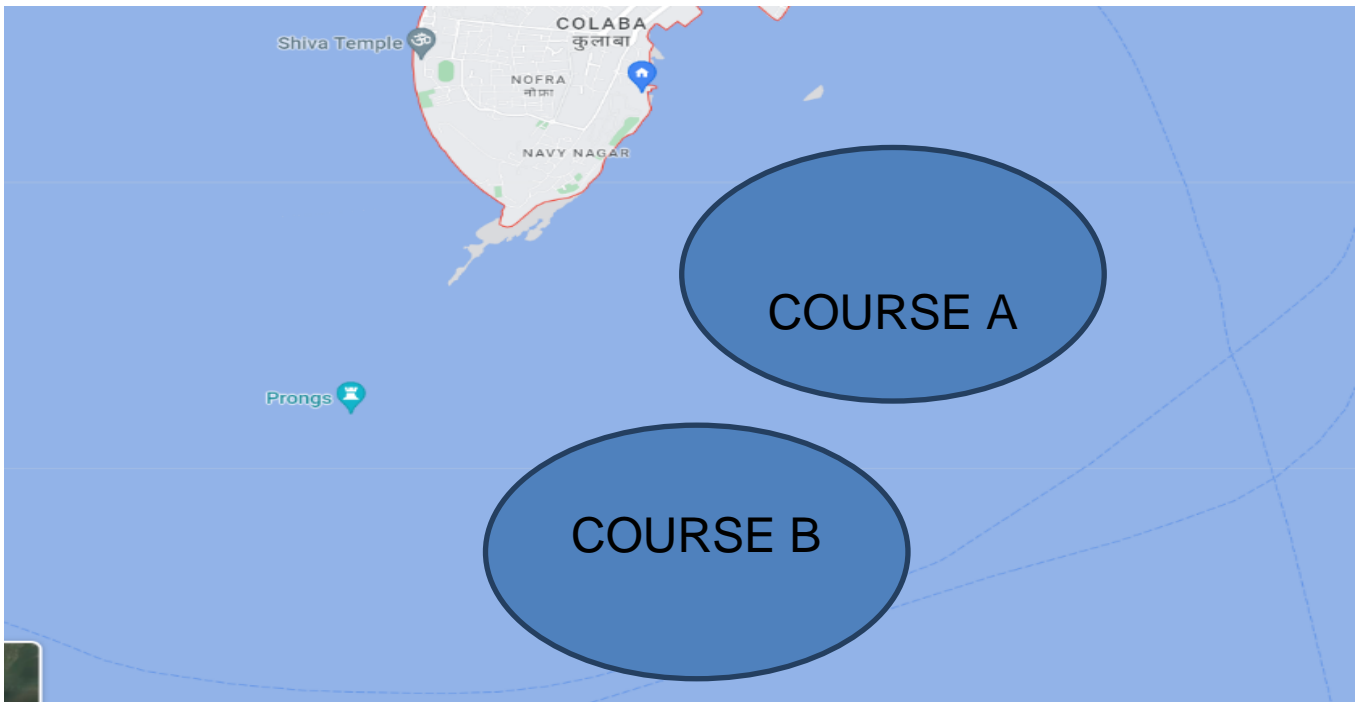 COLABA
कुलाबा
Shiva Temple
NOFRA
नोफ्रा
NAVY NAGAR
COURSE A
Prongs
COURSE B